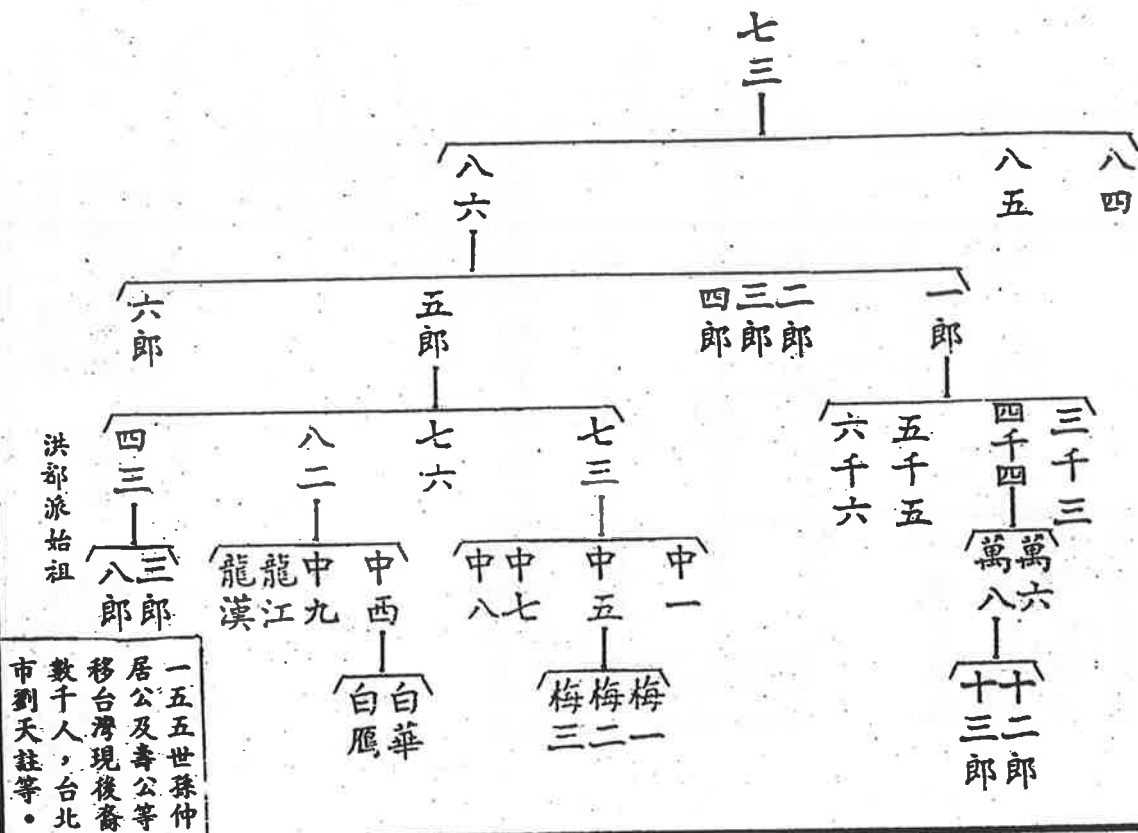 七三
八四
八五
八六
一郎
二郎
三郎
四郎
五郎
六郎
三千三
四千四
五千五
六千六
七三
七六
八二
四三
洪部派始祖
萬六
萬八
中一
中五
中七
中八
中西
中九
龍江
龍漢
三郎
八郎
十二郎
十三郎
梅一
梅二
梅三
白華
白鴈
一五五世孫仲
居公及壽公等
移台灣現後裔
數千人，台北
市劉天註等。